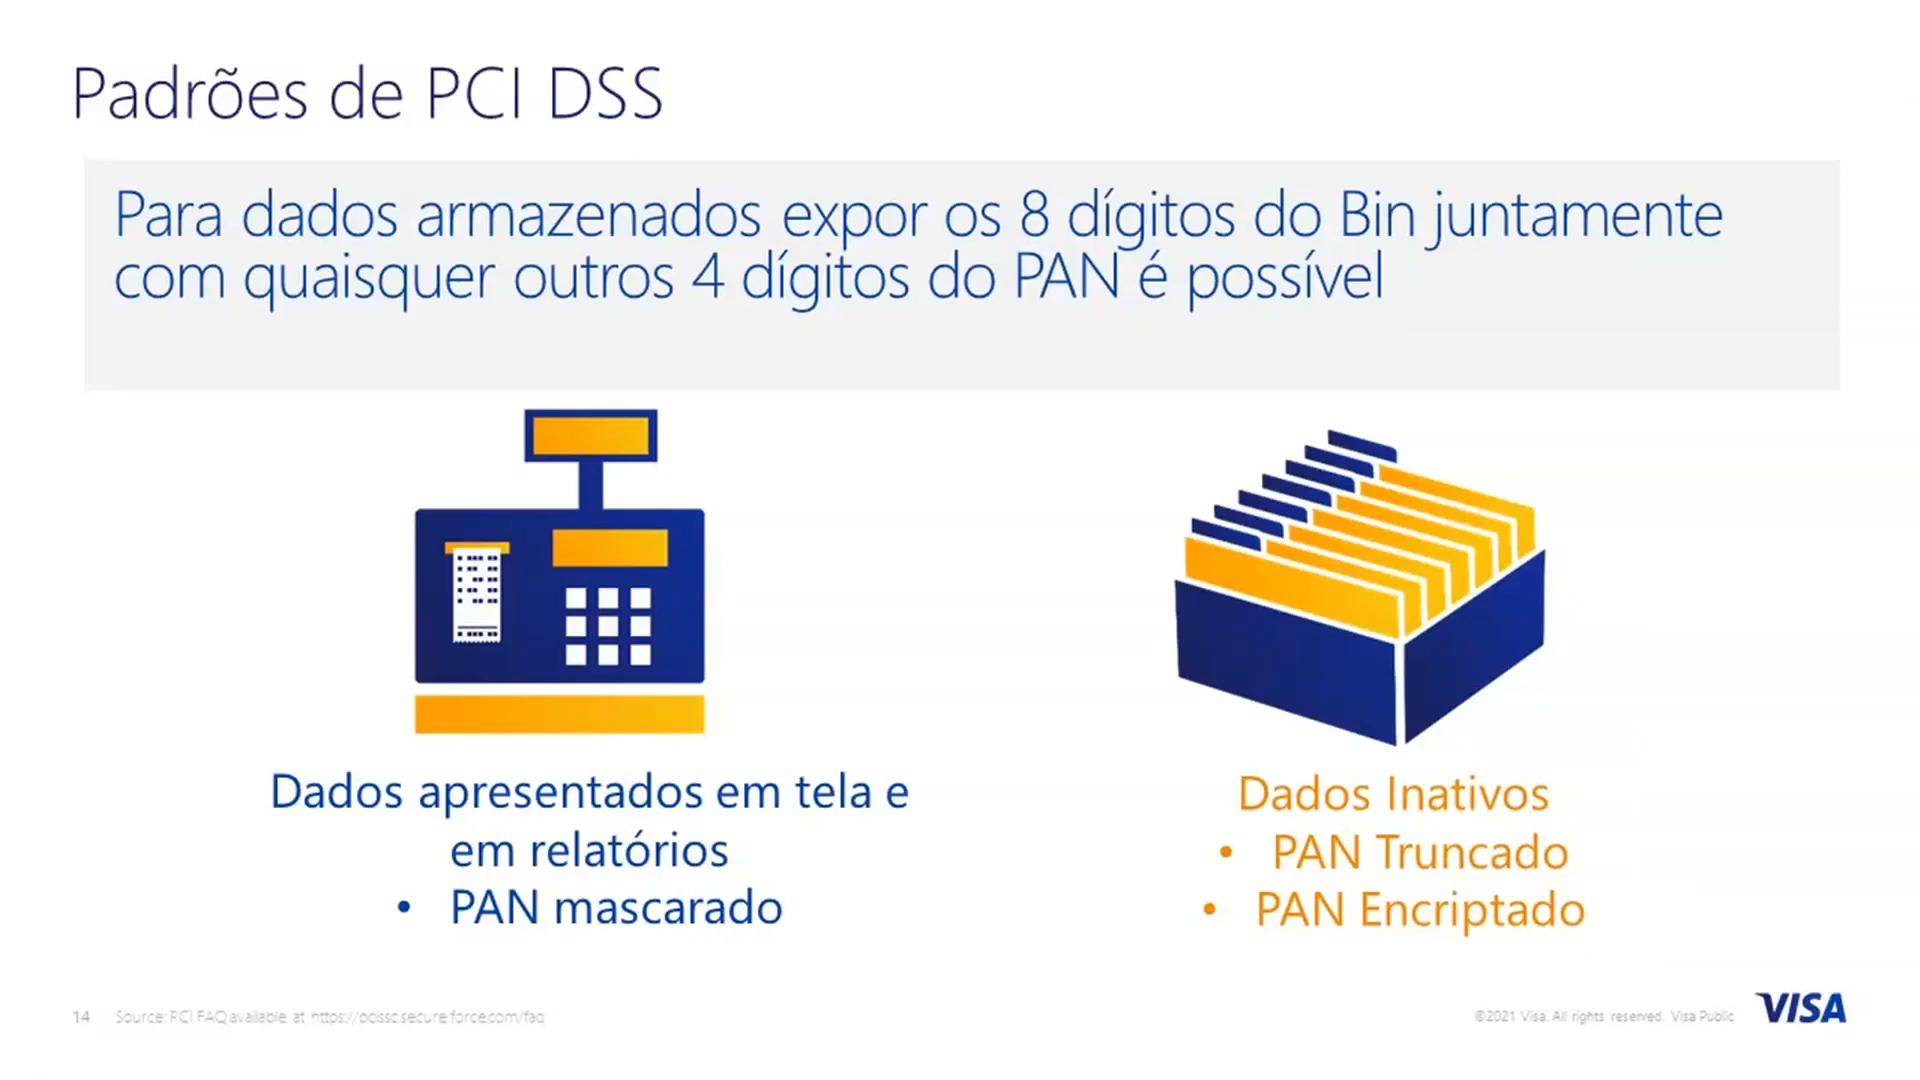 Padrões de PCI DSS
Para dados armazenados expor os 8 dígitos do Bin juntamente
com quaisquer outros 4 dígitos do PAN é possível
Dados apresentados em tela e
em relatórios
• PAN mascarado
Dados Inativos
• PAN Truncado
• PAN Encriptado
14 Source: PCI FAQ available at https://pcissc.secure.force.com/faq
©2021 Visa. All rights reserved. Visa Public
VISA